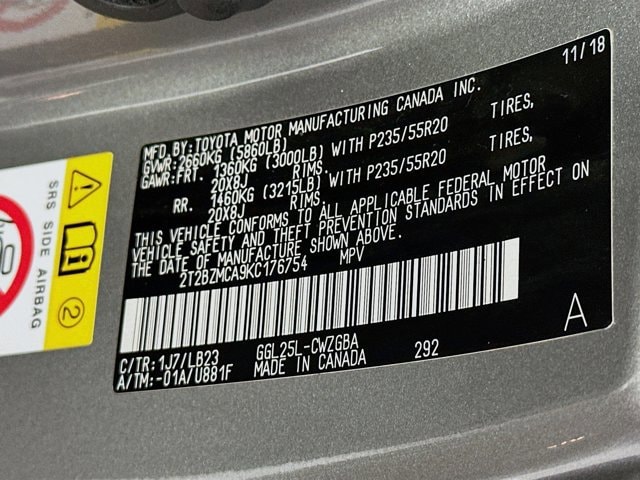 11/18
MFD.BY:TOYOTA MOTOR MANUFACTURING CANADA INC.
GVWR:2660KG (5860LB)
GAWR:FRT. 1360KG (3000LB) WITH P235/55R20 TIRES,
20X8J RIMS.
RR. 1460KG (3215LB) WITH P235/55R20 TIRES,
20X8J RIMS.
THIS VEHICLE CONFORMS TO ALL APPLICABLE FEDERAL MOTOR
VEHICLE SAFETY AND THEFT PREVENTION STANDARDS IN EFFECT ON
THE DATE OF MANUFACTURE SHOWN ABOVE.
2T2BZMCA9KC176754 MPV
A
C/TR:1J7/LB23 GGL25L-CWZGBA
A/TM:-01A/U881F MADE IN CANADA 292
SRS SIDE AIRBAG
2